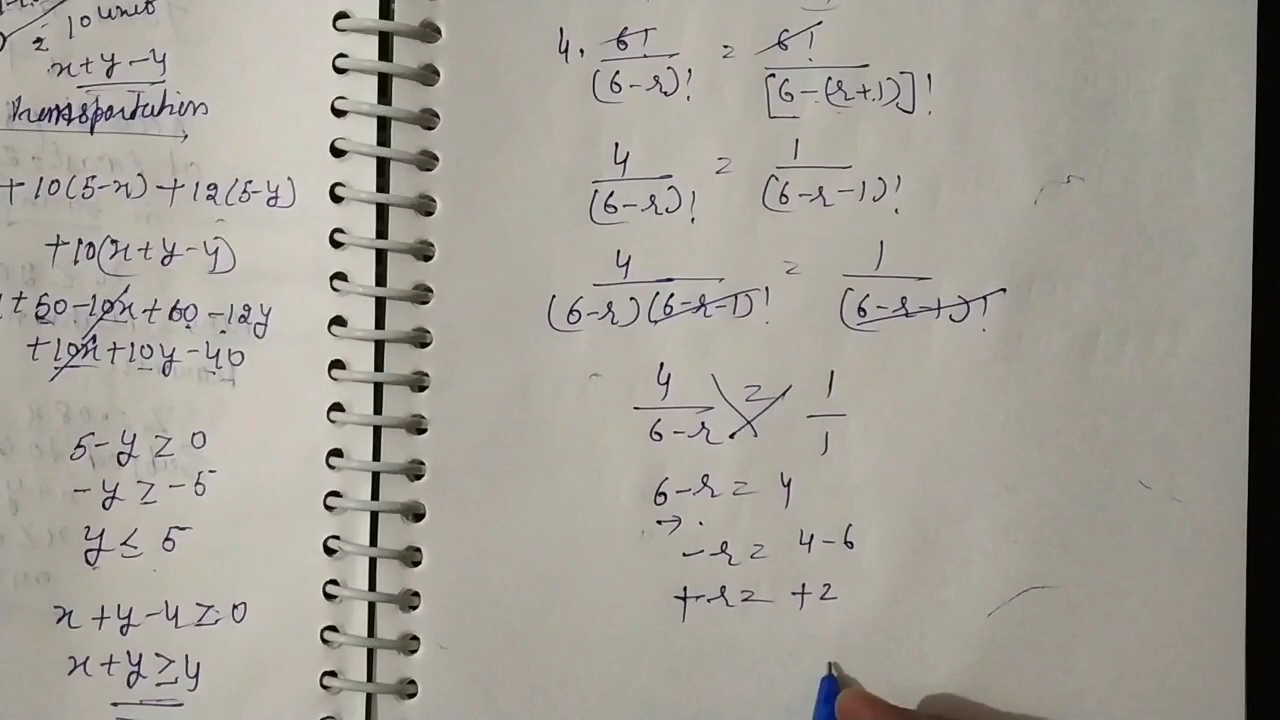 10 unit
x+y-4
Transportation
+10(5-x)+12(5-y)
+10(x+y-4)
+50-10x+60-12y
+10x+10y-40
5-y≥0
-y≥-5
y≤5
x+y-4≥0
x+y≥4
4. 6!/(6-r)! = 6!/[6-(r+1)]!
4/(6-r)! = 1/(6-r-1)!
4/(6-r)(6-r-1)! = 1/(6-r-1)!
4/6-r = 1/1
6-r = 4
→
-r = 4-6
+r = +2